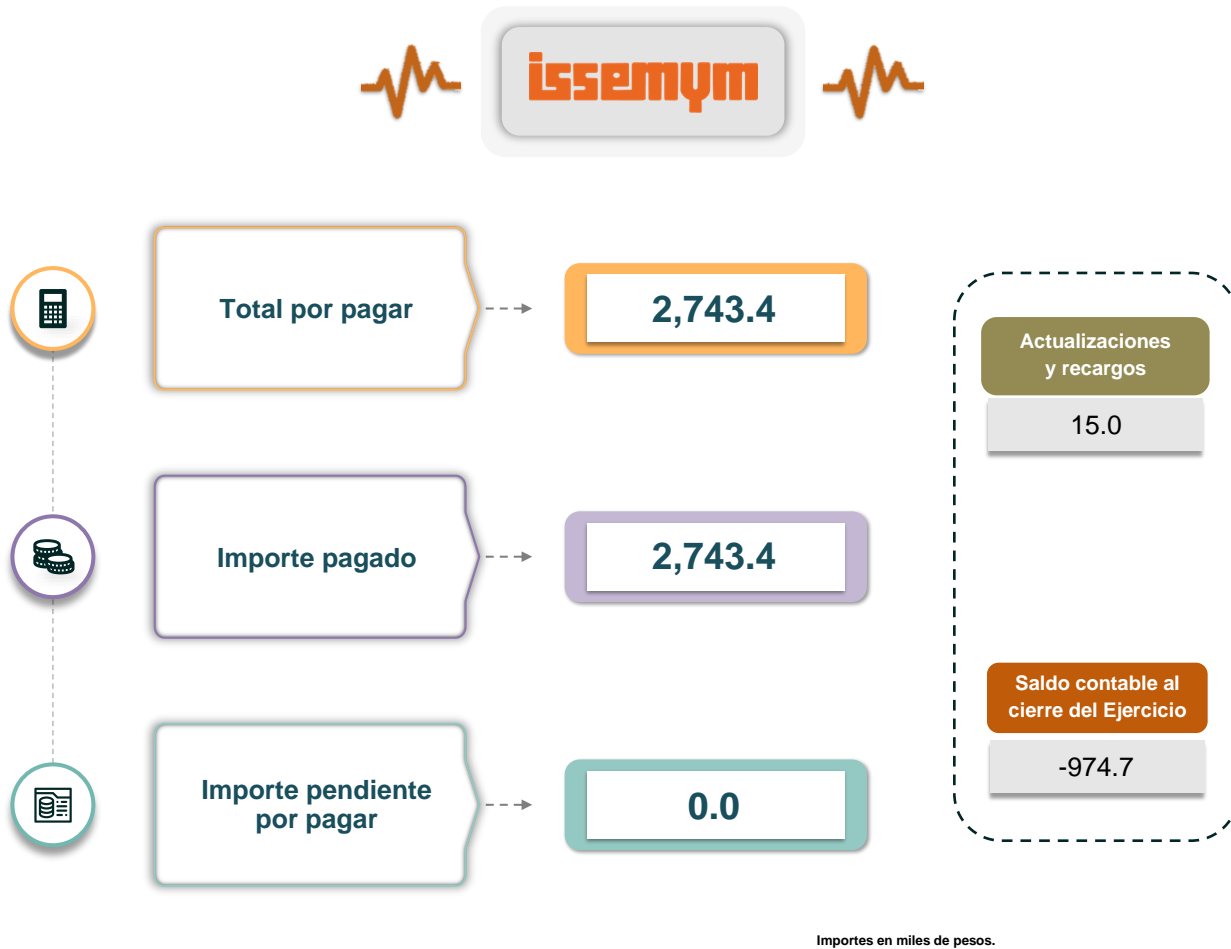 issemym
Total por pagar
2,743.4
Importe pagado
2,743.4
Importe pendiente
por pagar
0.0
Actualizaciones
y recargos
15.0
Saldo contable al
cierre del Ejercicio
-974.7
Importes en miles de pesos.